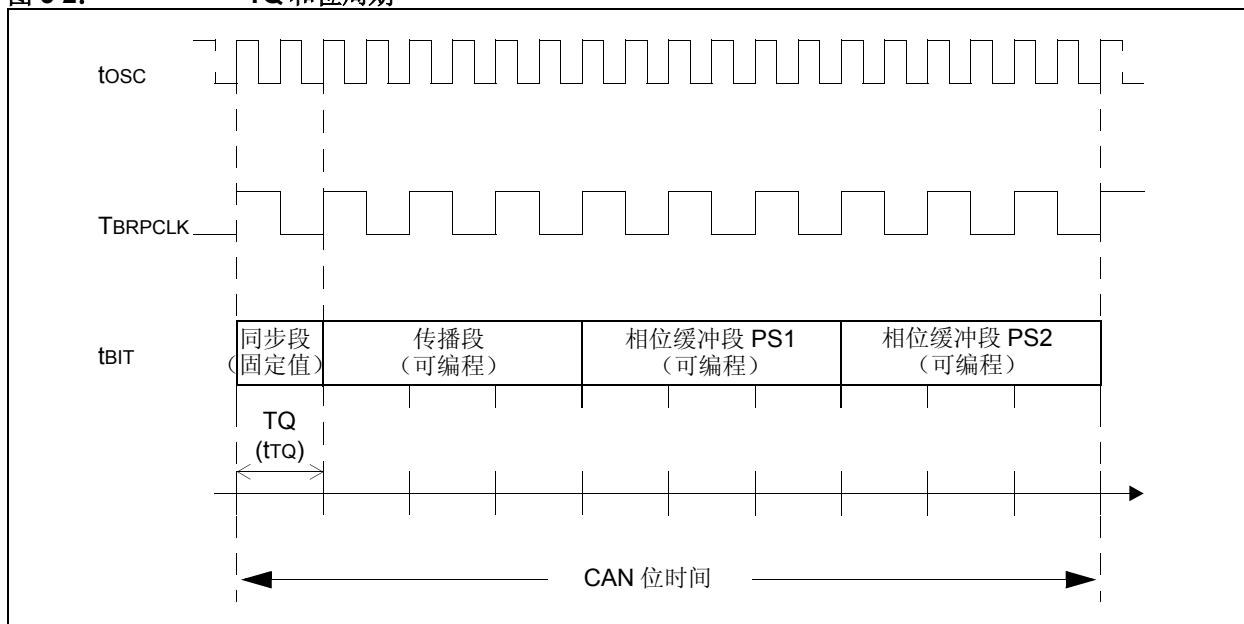 tOSC
TBRPCLK
tBIT
同步段
(固定值)
传播段
(可编程)
相位缓冲段 PS1
(可编程)
相位缓冲段 PS2
(可编程)
TQ
(tTQ)
CAN 位时间